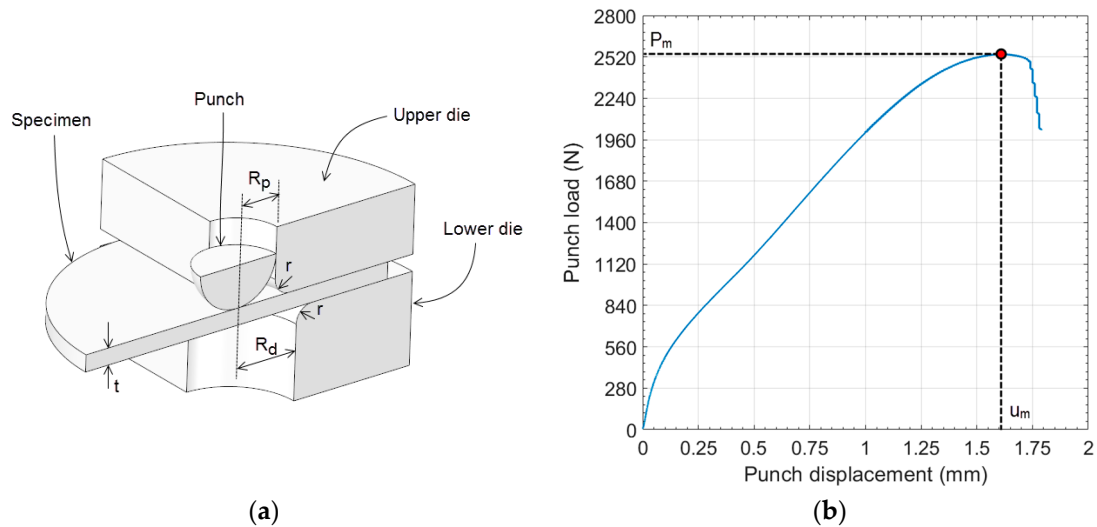 Punch
Specimen
Upper die
Rp
Lower die
r
r
Rd
t
(a)
2800
Pm
2520
2240
1960
1680
1400
1120
840
560
280
0
um
0
0.25
0.5
0.75
1
1.25
1.5
1.75
2
Punch load (N)
Punch displacement (mm)
(b)